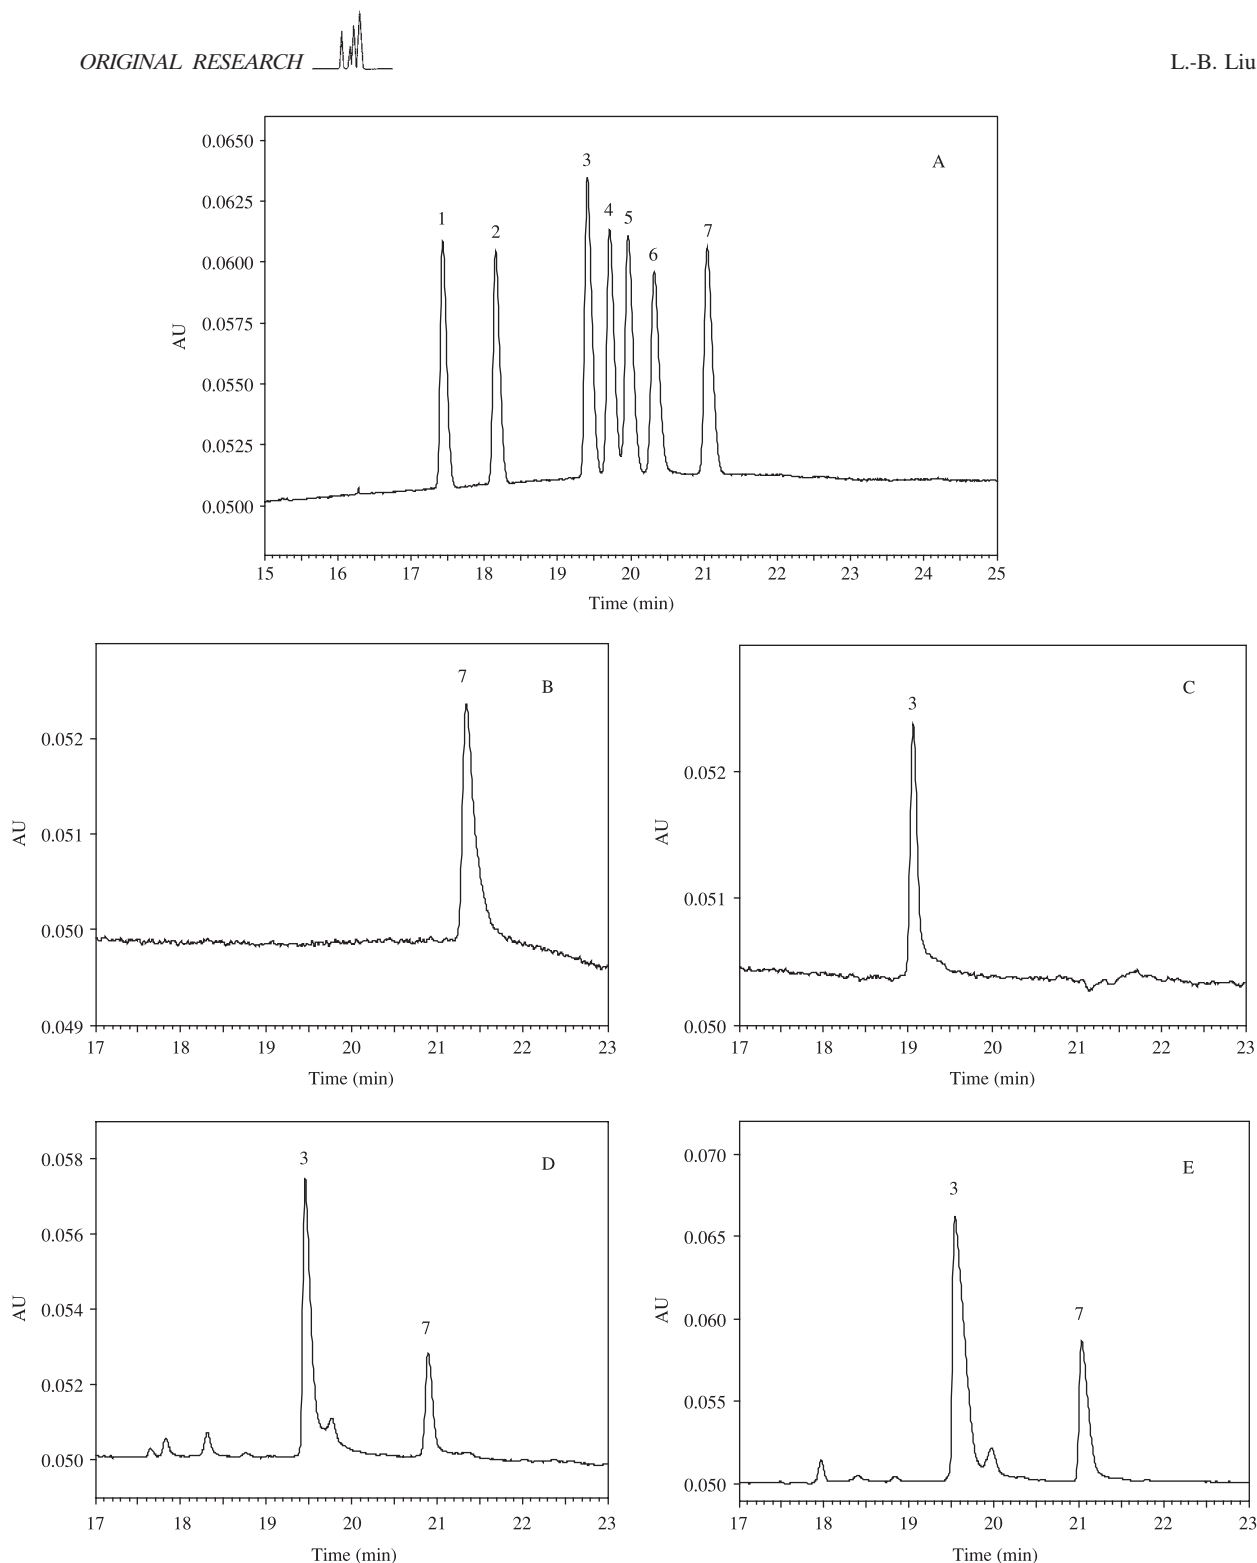 ORIGINAL RESEARCH
L.-B. Liu
A
0.0650
0.0625
0.0600
0.0575
0.0550
0.0525
0.0500
AU
1
2
3
4
5
6
7
15 16 17 18 19 20 21 22 23 24 25
Time (min)
B
7
0.052
0.051
0.050
0.049
AU
17 18 19 20 21 22 23
Time (min)
C
3
0.052
0.051
0.050
AU
17 18 19 20 21 22 23
Time (min)
D
3
7
0.058
0.056
0.054
0.052
0.050
AU
17 18 19 20 21 22 23
Time (min)
E
3
7
0.070
0.065
0.060
0.055
0.050
AU
17 18 19 20 21 22 23
Time (min)